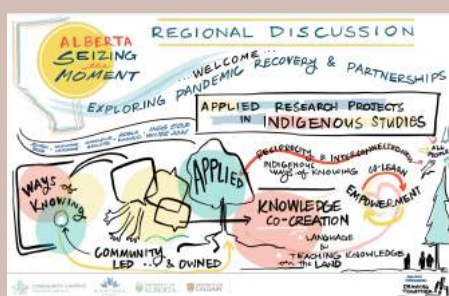 REGIONAL DISCUSSION
ALBERTA
SEIZING
the
MOMENT
...WELCOME...
EXPLORING PANDEMIC RECOVERY & PARTNERSHIPS
APPLIED RESEARCH PROJECTS
IN INDIGENOUS STUDIES
WAYS of
KNOWING
APPLIED
RECIPROCITY & INTERCONNECTIONS
INDIGENOUS
WAYS of KNOWING
CO-LEARN
EMPOWERMENT
KNOWLEDGE
CO-CREATION
LANGUAGE
TEACHING KNOWLEDGE
on the LAND
COMMUNITY
LED & OWNED